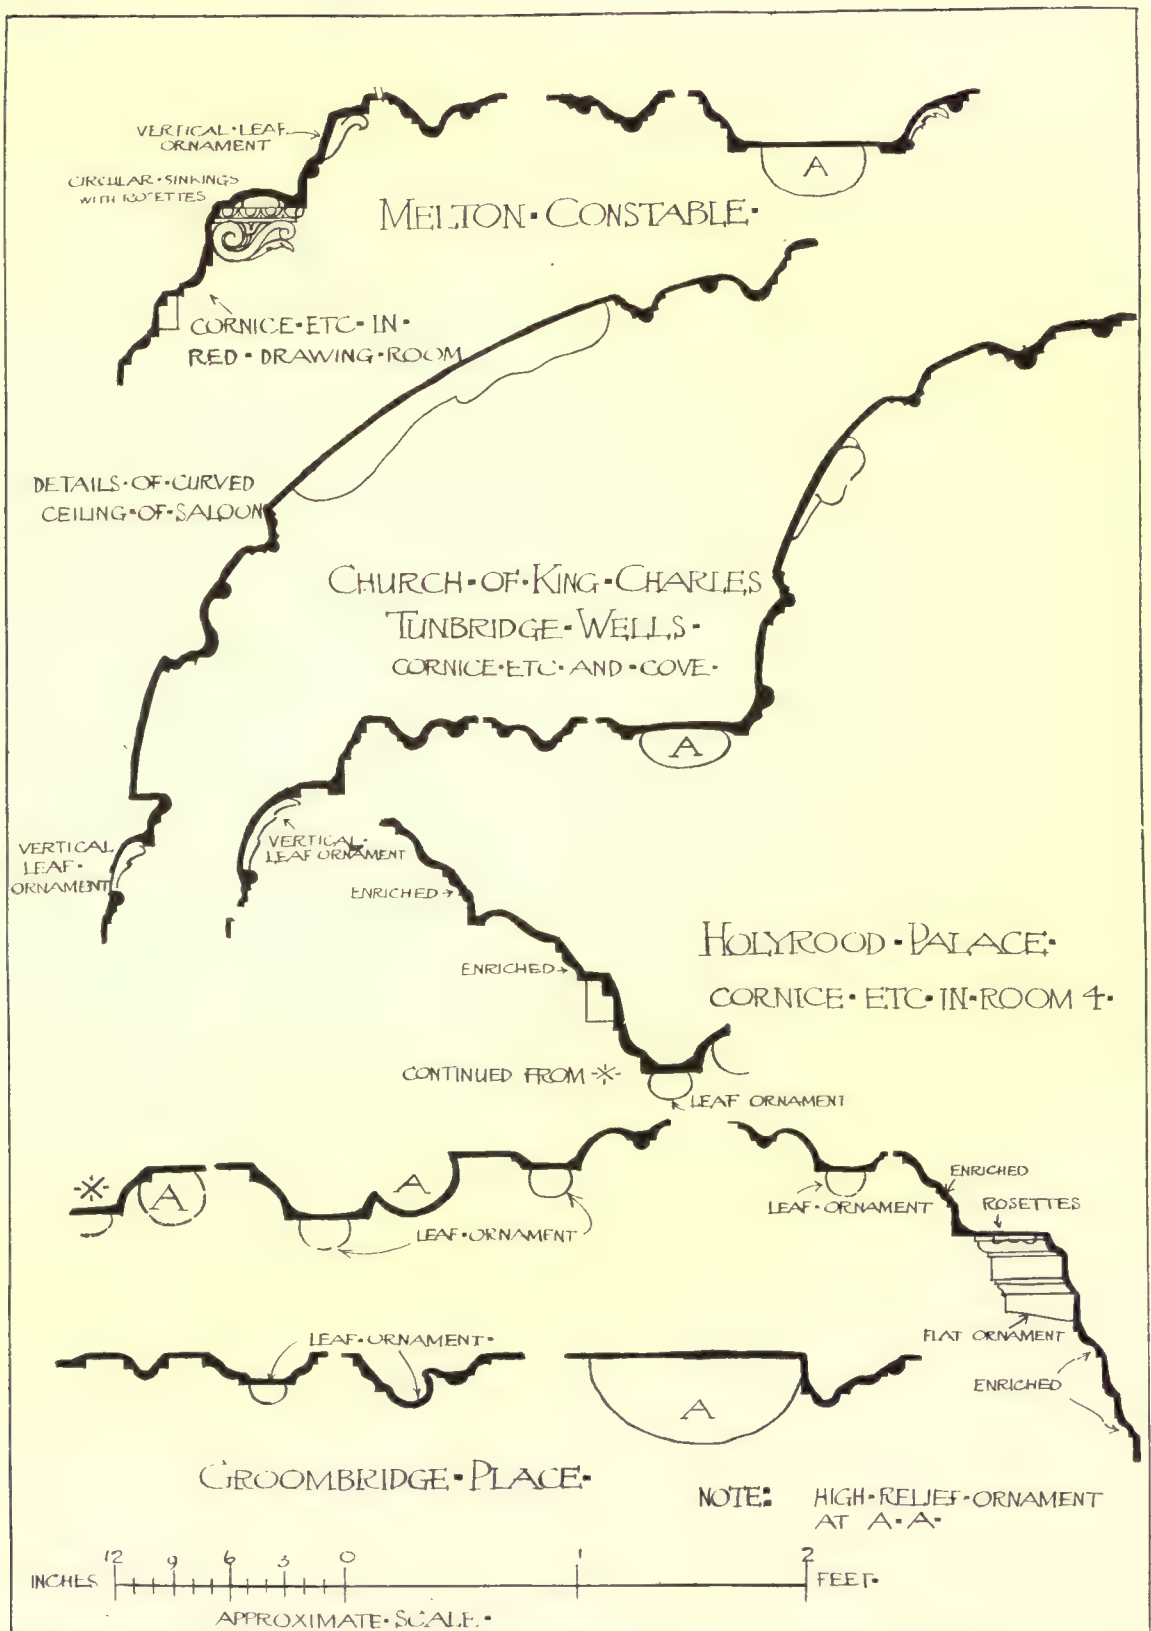 VERTICAL·LEAF·
ORNAMENT
CIRCULAR·SINKINGS
WITH ROSETTES
A
MELTON·CONSTABLE·
CORNICE·ETC·IN·
RED·DRAWING·ROOM
DETAILS·OF·CURVED
CEILING·OF·SALOON
CHURCH·OF·KING·CHARLES
TUNBRIDGE·WELLS·
CORNICE·ETC·AND·COVE·
A
VERTICAL
LEAF·
ORNAMENT
VERTICAL·
LEAF ORNAMENT
ENRICHED
ENRICHED
HOLYROOD·PALACE·
CORNICE·ETC·IN·ROOM 4·
CONTINUED FROM ※
LEAF ORNAMENT
※
A
A
LEAF·ORNAMENT
LEAF·ORNAMENT
ENRICHED
ROSETTES
FLAT ORNAMENT
ENRICHED
LEAF·ORNAMENT·
A
GROOMBRIDGE·PLACE·
NOTE: HIGH·RELIEF·ORNAMENT
AT A·A·
INCHES 12 9 6 3 0 1 2 FEET·
APPROXIMATE·SCALE·